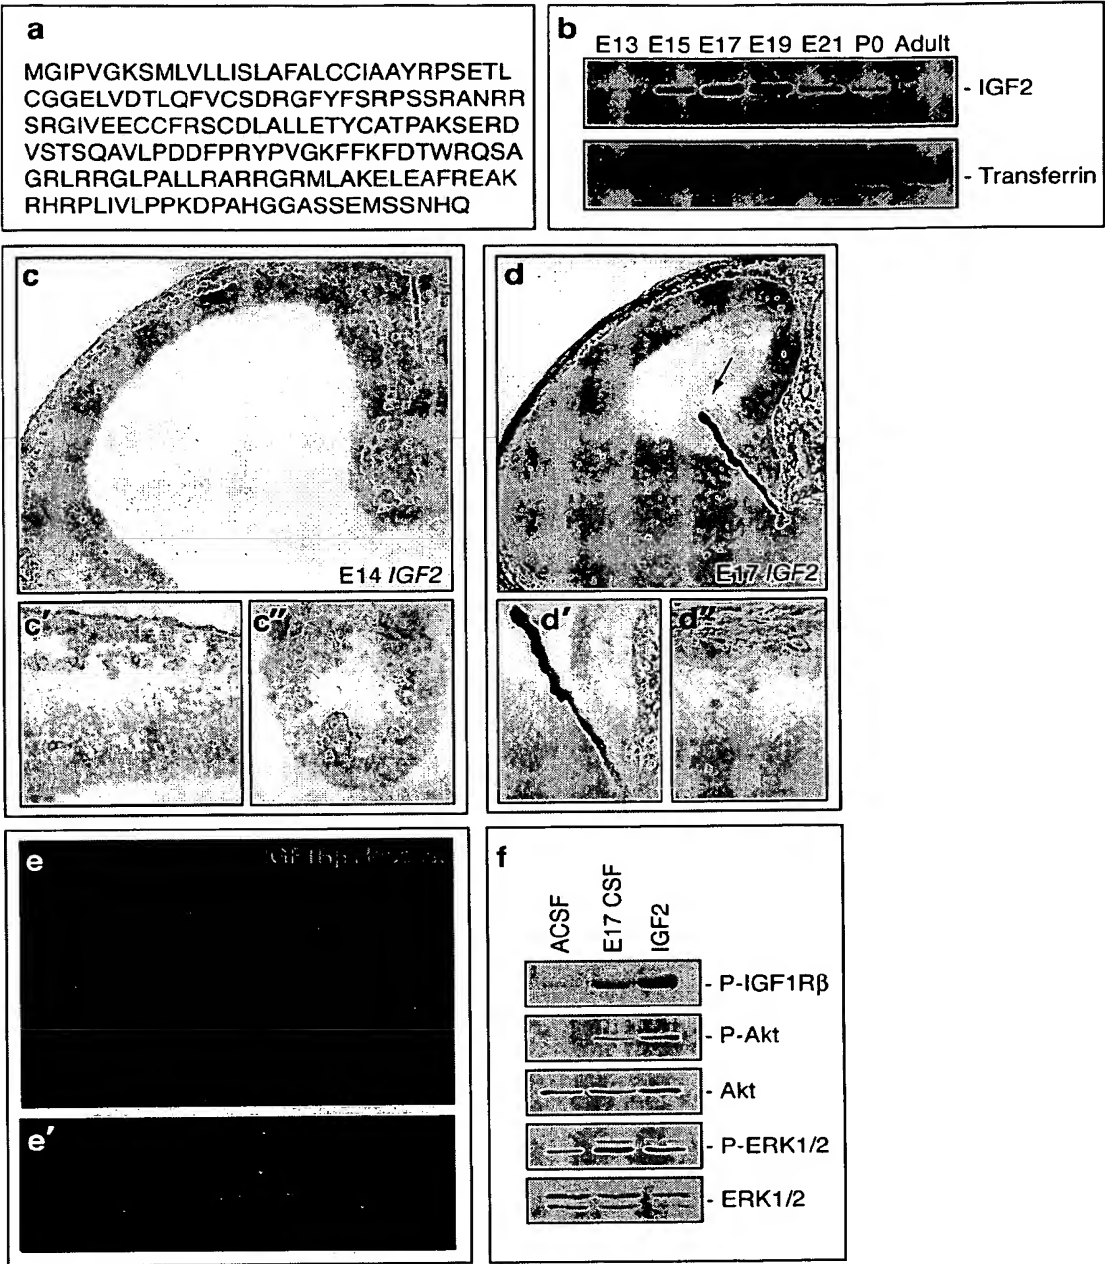 a
MGIPVGKSMLVLLISLAFALCCIAAYRPSETL
CGGELVDTLQFVCSDRGFYFSRPSSRANRR
SRGIVEECCFRSCDLALLETYCATPAKSERD
VSTSQAVLPDDFPRYPVGKFFKFDTWRQSA
GRLRRGLPALLRARRGRMLAKELEAFREAK
RHRPLIVLPPKDPAHGGASSEMSSNHQ
b
E13 E15 E17 E19 E21 P0 Adult
- IGF2
- Transferrin
c
E14 IGF2
c'
c''
d
E17 IGF2
d'
d''
e
e'
f
ACSF
E17 CSF
IGF2
- P-IGF1Rβ
- P-Akt
- Akt
- P-ERK1/2
- ERK1/2